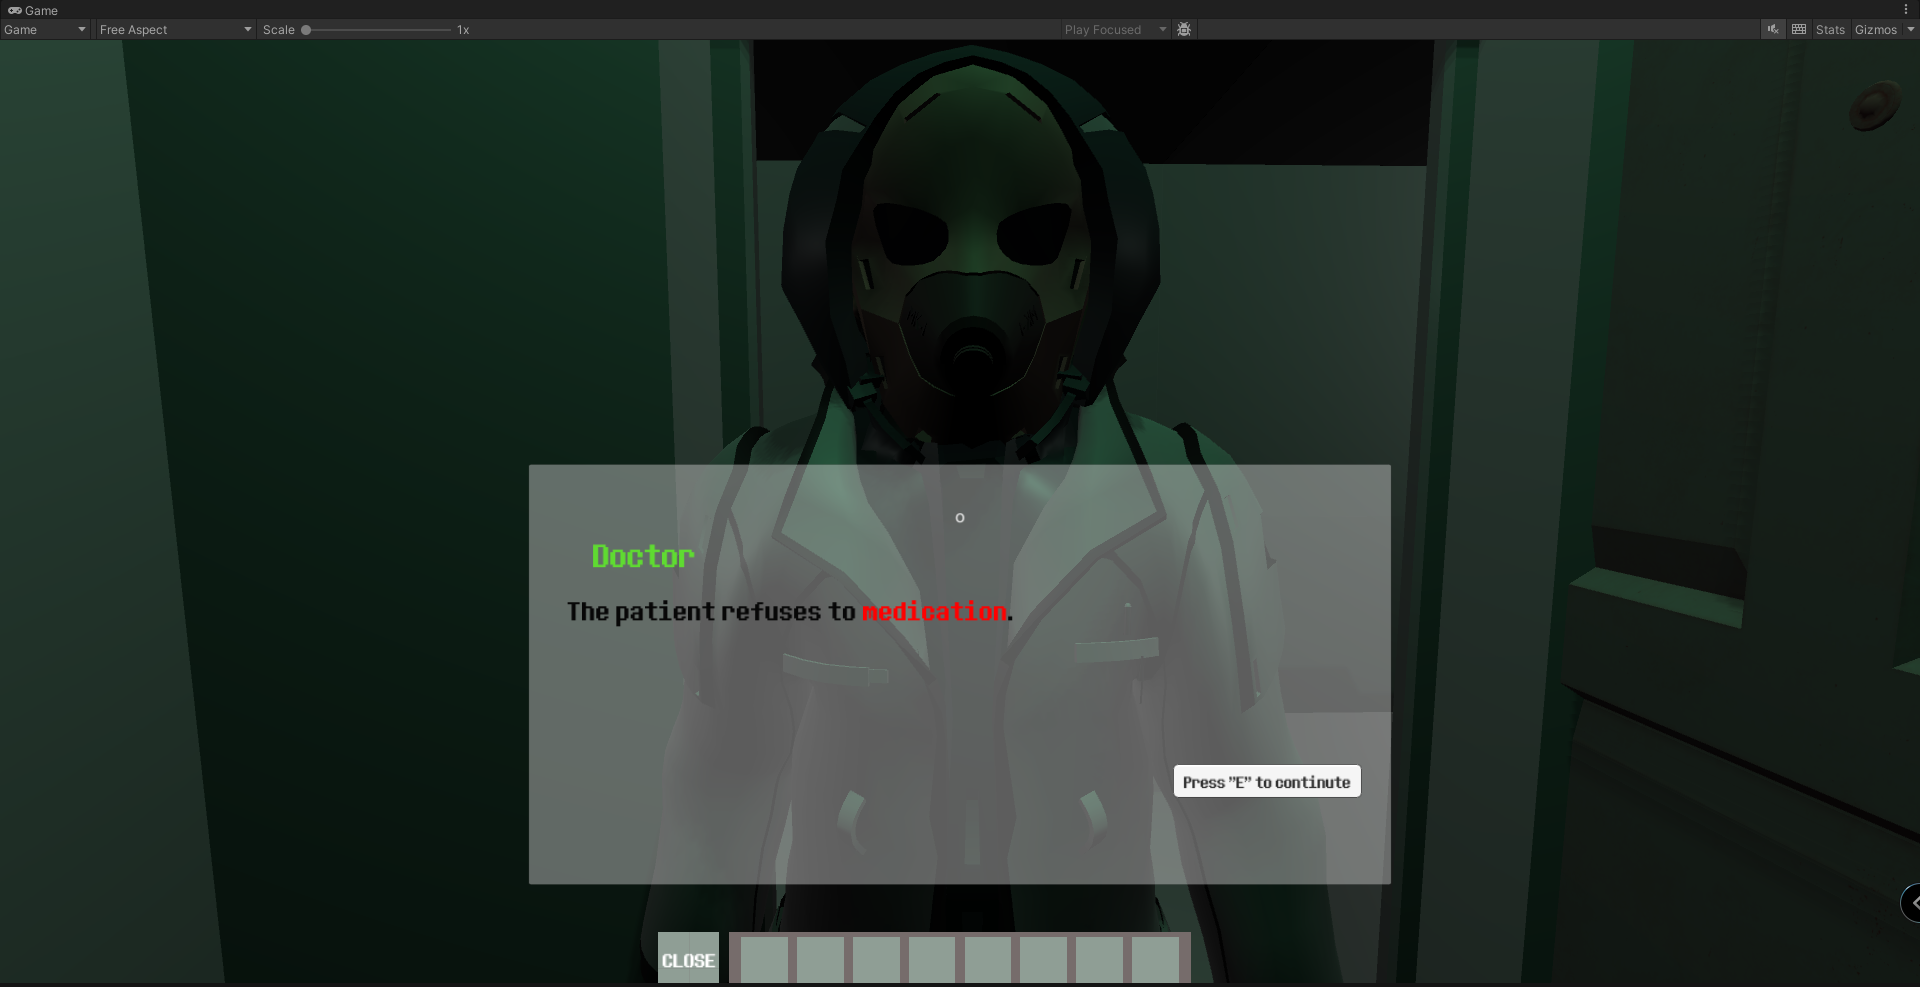 Game
Game Free Aspect Scale 1x Play Focused Stats Gizmos
Doctor
The patient refuses to medication.
Press "E" to continute
CLOSE